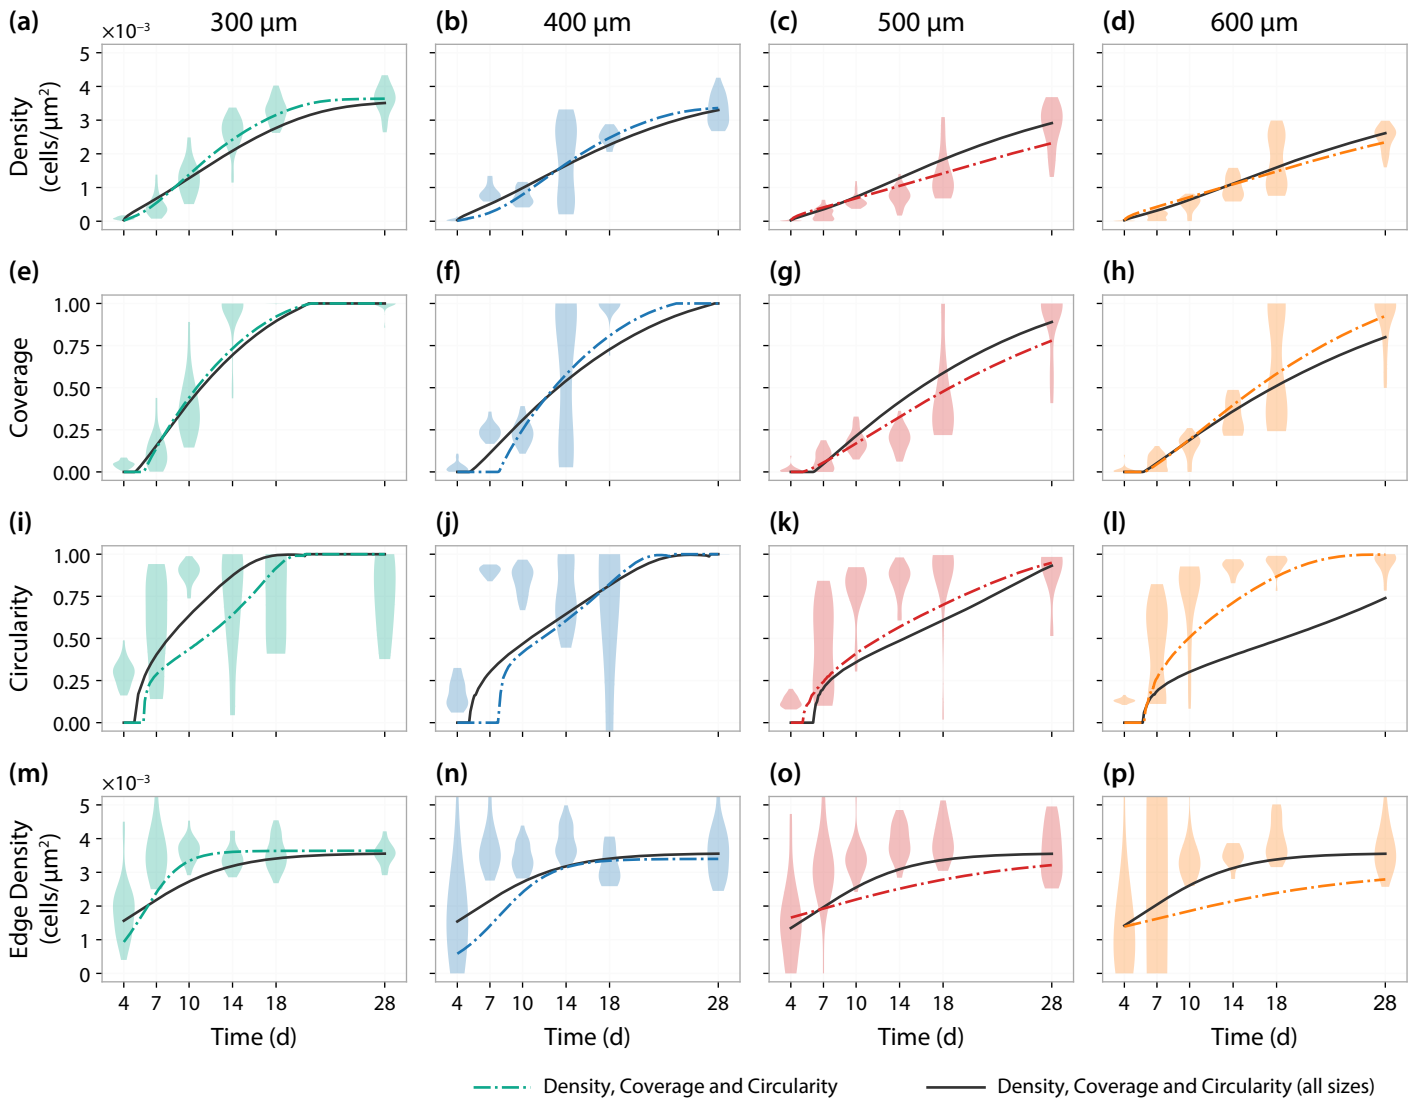 (a) 300 µm (b) 400 µm (c) 500 µm (d) 600 µm
×10⁻³
5
4
3
2
1
0
Density
(cells/µm²)
(e) (f) (g) (h)
1.00
0.75
0.50
0.25
0.00
Coverage
(i) (j) (k) (l)
1.00
0.75
0.50
0.25
0.00
Circularity
(m) (n) (o) (p)
×10⁻³
5
4
3
2
1
0
Edge Density
(cells/µm²)
4 7 10 14 18 28 4 7 10 14 18 28 4 7 10 14 18 28 4 7 10 14 18 28
Time (d) Time (d) Time (d) Time (d)
Density, Coverage and Circularity Density, Coverage and Circularity (all sizes)